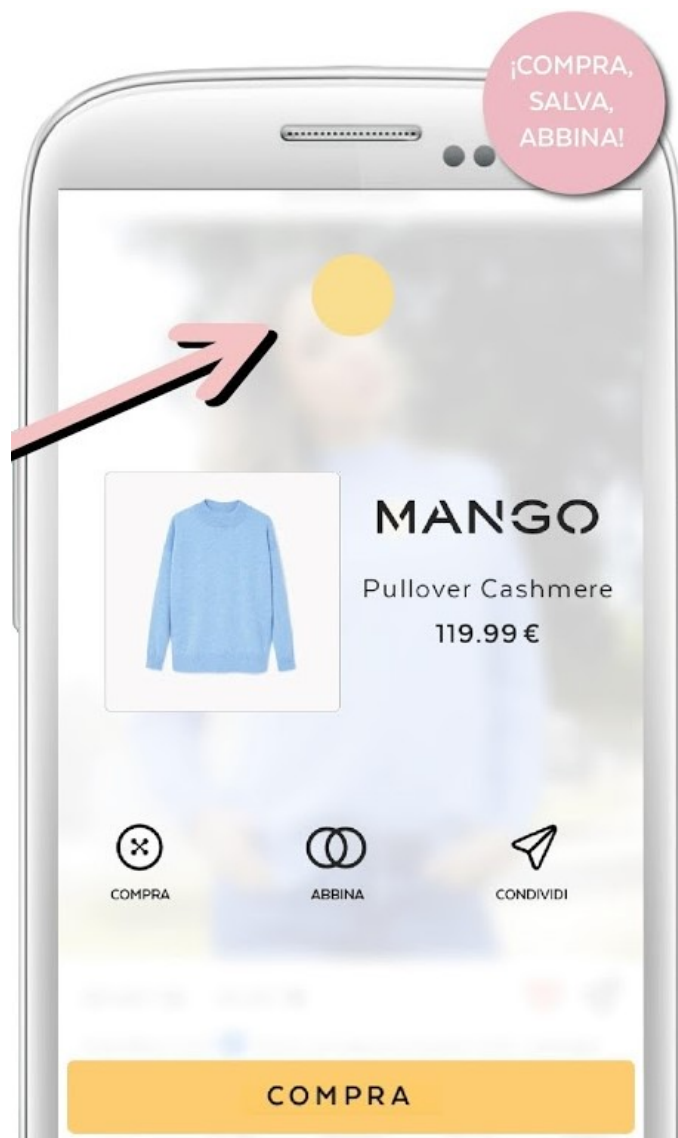 ¡COMPRA,
SALVA,
ABBINA!
MANGO
Pullover Cashmere
119.99 €
COMPRA
ABBINA
CONDIVIDI
COMPRA